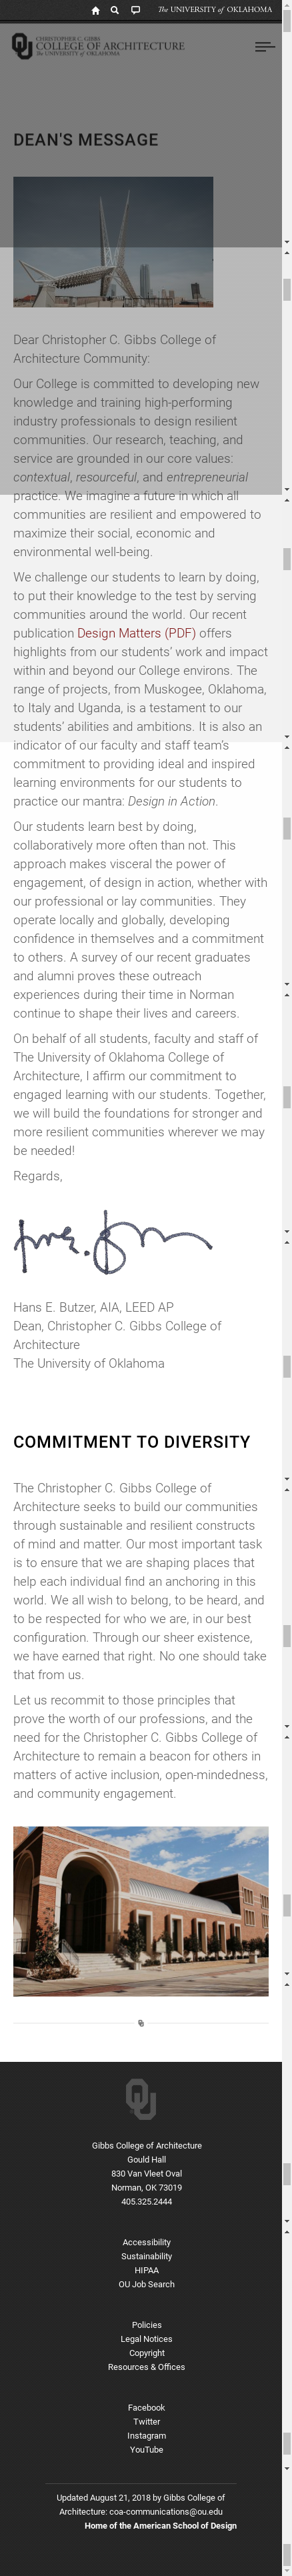 The UNIVERSITY of OKLAHOMA
CHRISTOPHER C. GIBBS
COLLEGE OF ARCHITECTURE
The UNIVERSITY of OKLAHOMA
DEAN'S MESSAGE
Dear Christopher C. Gibbs College of
Architecture Community:
Our College is committed to developing new
knowledge and training high-performing
industry professionals to design resilient
communities. Our research, teaching, and
service are grounded in our core values:
contextual, resourceful, and entrepreneurial
practice. We imagine a future in which all
communities are resilient and empowered to
maximize their social, economic and
environmental well-being.
We challenge our students to learn by doing,
to put their knowledge to the test by serving
communities around the world. Our recent
publication Design Matters (PDF) offers
highlights from our students’ work and impact
within and beyond our College environs. The
range of projects, from Muskogee, Oklahoma,
to Italy and Uganda, is a testament to our
students’ abilities and ambitions. It is also an
indicator of our faculty and staff team’s
commitment to providing ideal and inspired
learning environments for our students to
practice our mantra: Design in Action.
Our students learn best by doing,
collaboratively more often than not. This
approach makes visceral the power of
engagement, of design in action, whether with
our professional or lay communities. They
operate locally and globally, developing
confidence in themselves and a commitment
to others. A survey of our recent graduates
and alumni proves these outreach
experiences during their time in Norman
continue to shape their lives and careers.
On behalf of all students, faculty and staff of
The University of Oklahoma College of
Architecture, I affirm our commitment to
engaged learning with our students. Together,
we will build the foundations for stronger and
more resilient communities wherever we may
be needed!
Regards,
Hans E. Butzer, AIA, LEED AP
Dean, Christopher C. Gibbs College of
Architecture
The University of Oklahoma
COMMITMENT TO DIVERSITY
The Christopher C. Gibbs College of
Architecture seeks to build our communities
through sustainable and resilient constructs
of mind and matter. Our most important task
is to ensure that we are shaping places that
help each individual find an anchoring in this
world. We all wish to belong, to be heard, and
to be respected for who we are, in our best
configuration. Through our sheer existence,
we have earned that right. No one should take
that from us.
Let us recommit to those principles that
prove the worth of our professions, and the
need for the Christopher C. Gibbs College of
Architecture to remain a beacon for others in
matters of active inclusion, open-mindedness,
and community engagement.
Gibbs College of Architecture
Gould Hall
830 Van Vleet Oval
Norman, OK 73019
405.325.2444
Accessibility
Sustainability
HIPAA
OU Job Search
Policies
Legal Notices
Copyright
Resources & Offices
Facebook
Twitter
Instagram
YouTube
Updated August 21, 2018 by Gibbs College of
Architecture: coa-communications@ou.edu
Home of the American School of Design